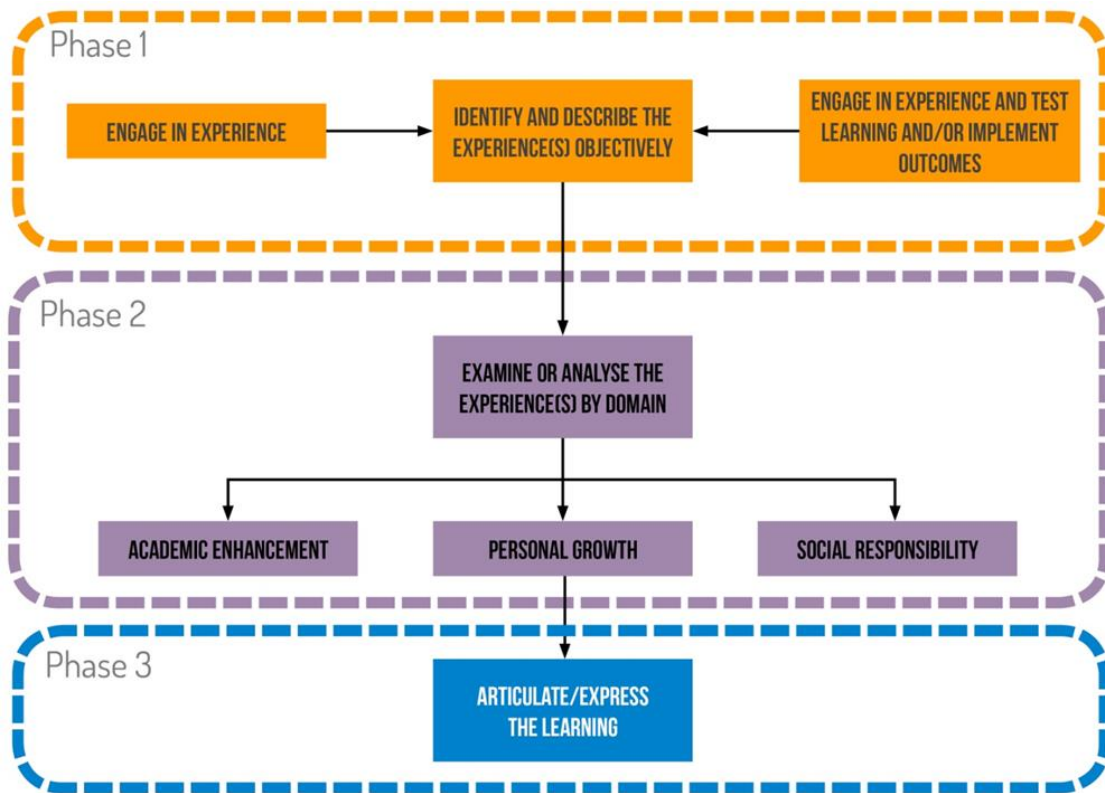 Phase 1
ENGAGE IN EXPERIENCE
IDENTIFY AND DESCRIBE THE
EXPERIENCE(S) OBJECTIVELY
ENGAGE IN EXPERIENCE AND TEST
LEARNING AND/OR IMPLEMENT
OUTCOMES
Phase 2
EXAMINE OR ANALYSE THE
EXPERIENCE(S) BY DOMAIN
ACADEMIC ENHANCEMENT
PERSONAL GROWTH
SOCIAL RESPONSIBILITY
Phase 3
ARTICULATE/EXPRESS
THE LEARNING